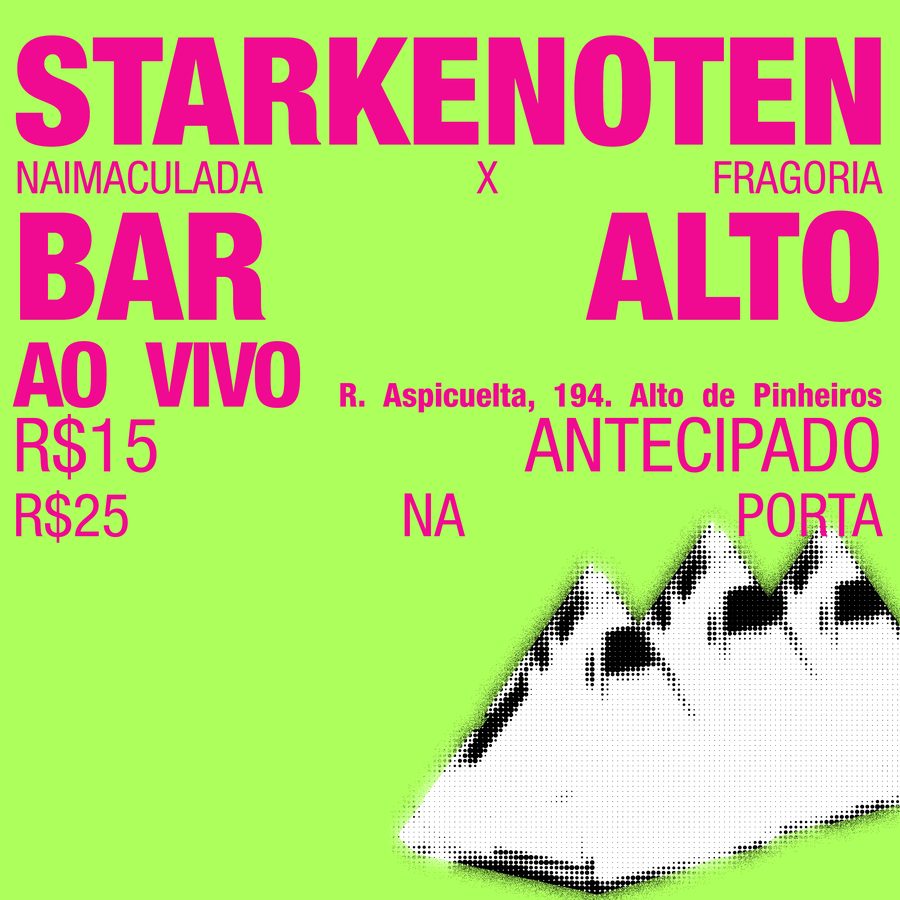 STARKENOTEN
NAIMACULADA X FRAGORIA
BAR ALTO
AO VIVO R. Aspicuelta, 194. Alto de Pinheiros
R$15 ANTECIPADO
R$25 NA PORTA